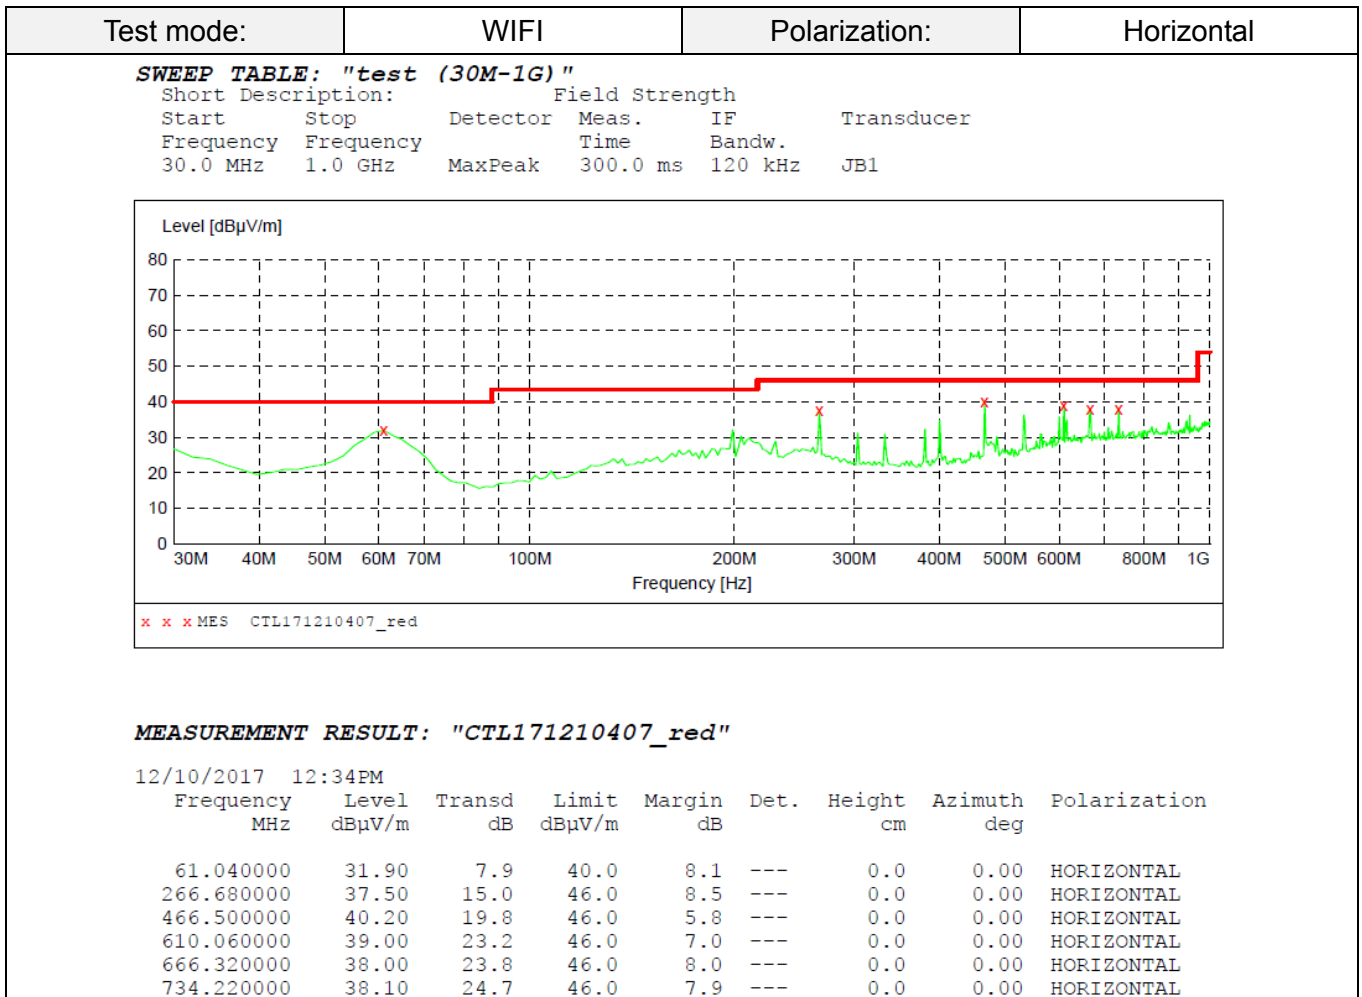 Test mode: WIFI Polarization: Horizontal
SWEEP TABLE: "test (30M-1G)"
Short Description: Field Strength
Start Stop Detector Meas. IF Transducer
Frequency Frequency Time Bandw.
30.0 MHz 1.0 GHz MaxPeak 300.0 ms 120 kHz JB1
Level [dBµV/m]
80
70
60
50
40
30
20
10
0
30M 40M 50M 60M 70M 100M 200M 300M 400M 500M 600M 800M 1G
Frequency [Hz]
x x x MES CTL171210407_red
MEASUREMENT RESULT: "CTL171210407_red"
12/10/2017 12:34PM
Frequency Level Transd Limit Margin Det. Height Azimuth Polarization
MHz dBµV/m dB dBµV/m dB cm deg
61.040000 31.90 7.9 40.0 8.1 --- 0.0 0.00 HORIZONTAL
266.680000 37.50 15.0 46.0 8.5 --- 0.0 0.00 HORIZONTAL
466.500000 40.20 19.8 46.0 5.8 --- 0.0 0.00 HORIZONTAL
610.060000 39.00 23.2 46.0 7.0 --- 0.0 0.00 HORIZONTAL
666.320000 38.00 23.8 46.0 8.0 --- 0.0 0.00 HORIZONTAL
734.220000 38.10 24.7 46.0 7.9 --- 0.0 0.00 HORIZONTAL